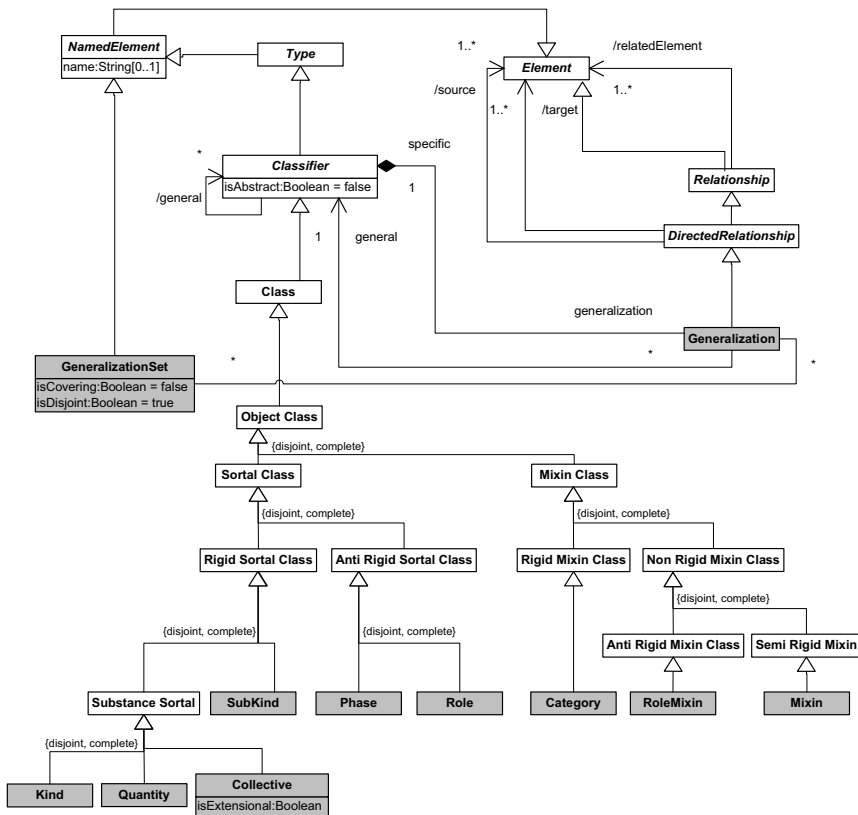 NamedElement
name:String[0..1]
Type
1..*
/relatedElement
Element
/source
1..*
/target
1..*
specific
*
Classifier
isAbstract:Boolean = false
1
Relationship
/general
1
general
DirectedRelationship
Class
generalization
Generalization
GeneralizationSet
isCovering:Boolean = false
isDisjoint:Boolean = true
*
*
*
Object Class
{disjoint, complete}
Sortal Class
Mixin Class
{disjoint, complete}
{disjoint, complete}
Rigid Sortal Class
Anti Rigid Sortal Class
Rigid Mixin Class
Non Rigid Mixin Class
{disjoint, complete}
{disjoint, complete}
{disjoint, complete}
Anti Rigid Mixin Class
Semi Rigid Mixin
Substance Sortal
SubKind
Phase
Role
Category
RoleMixin
Mixin
{disjoint, complete}
Kind
Quantity
Collective
isExtensional:Boolean